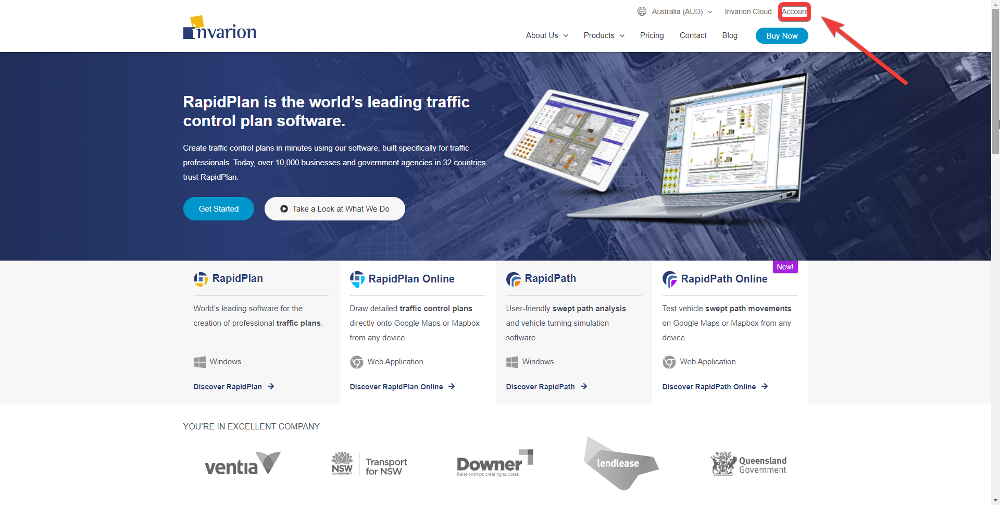 Australia (AUD)
Invarion Cloud
Account
invarion
About Us
Products
Pricing
Contact
Blog
Buy Now
RapidPlan is the world's leading traffic
control plan software.
Create traffic control plans in minutes using our software, built specifically for traffic
professionals. Today, over 10,000 businesses and government agencies in 32 countries
trust RapidPlan.
Get Started
Take a Look at What We Do
New!
RapidPlan
World's leading software for the
creation of professional traffic plans.
Windows
Discover RapidPlan
RapidPlan Online
Draw detailed traffic control plans
directly onto Google Maps or Mapbox
from any device
Web Application
Discover RapidPlan Online
RapidPath
User-friendly swept path analysis
and vehicle turning simulation
software
Windows
Discover RapidPath
RapidPath Online
Test vehicle swept path movements
on Google Maps or Mapbox from any
device
Web Application
Discover RapidPath Online
YOU'RE IN EXCELLENT COMPANY
ventia
NSW
GOVERNMENT
Transport
for NSW
Downer
Relationships creating success
lendlease
Queensland
Government